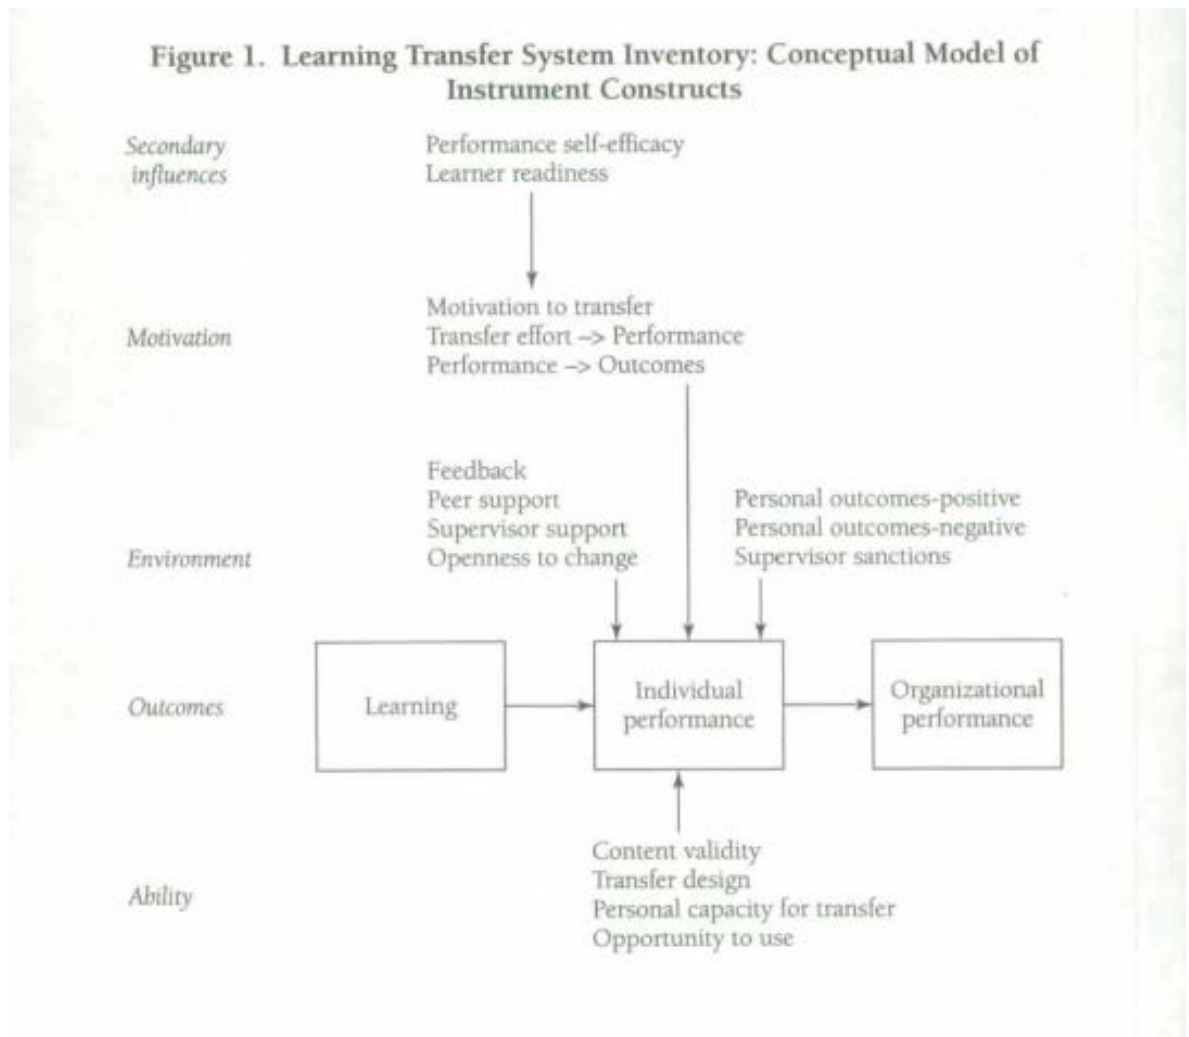 Figure 1. Learning Transfer System Inventory: Conceptual Model of
Instrument Constructs
Secondary
influences
Performance self-efficacy
Learner readiness
Motivation
Motivation to transfer
Transfer effort –> Performance
Performance –> Outcomes
Environment
Feedback
Peer support
Supervisor support
Openness to change
Personal outcomes-positive
Personal outcomes-negative
Supervisor sanctions
Outcomes
Learning
Individual
performance
Organizational
performance
Ability
Content validity
Transfer design
Personal capacity for transfer
Opportunity to use